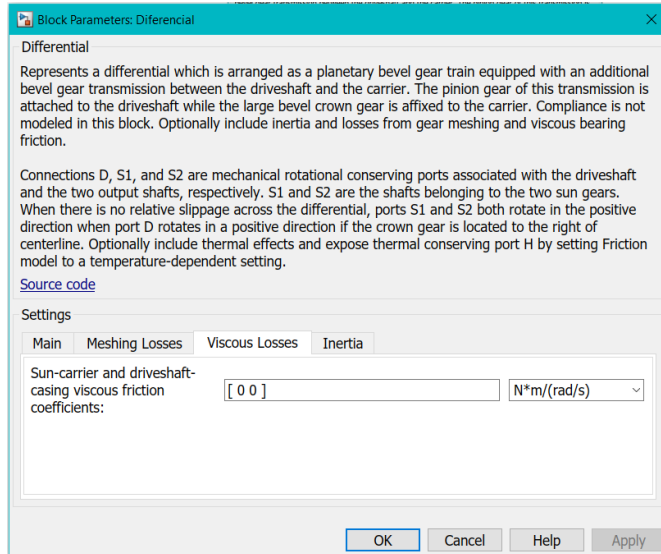 Block Parameters: Diferencial
Differential
Represents a differential which is arranged as a planetary bevel gear train equipped with an additional
bevel gear transmission between the driveshaft and the carrier. The pinion gear of this transmission is
attached to the driveshaft while the large bevel crown gear is affixed to the carrier. Compliance is not
modeled in this block. Optionally include inertia and losses from gear meshing and viscous bearing
friction.
Connections D, S1, and S2 are mechanical rotational conserving ports associated with the driveshaft
and the two output shafts, respectively. S1 and S2 are the shafts belonging to the two sun gears.
When there is no relative slippage across the differential, ports S1 and S2 both rotate in the positive
direction when port D rotates in a positive direction if the crown gear is located to the right of
centerline. Optionally include thermal effects and expose thermal conserving port H by setting Friction
model to a temperature-dependent setting.
Source code
Settings
Main Meshing Losses Viscous Losses Inertia
Sun-carrier and driveshaft-
casing viscous friction
coefficients:
[ 0 0 ] N*m/(rad/s)
OK Cancel Help Apply